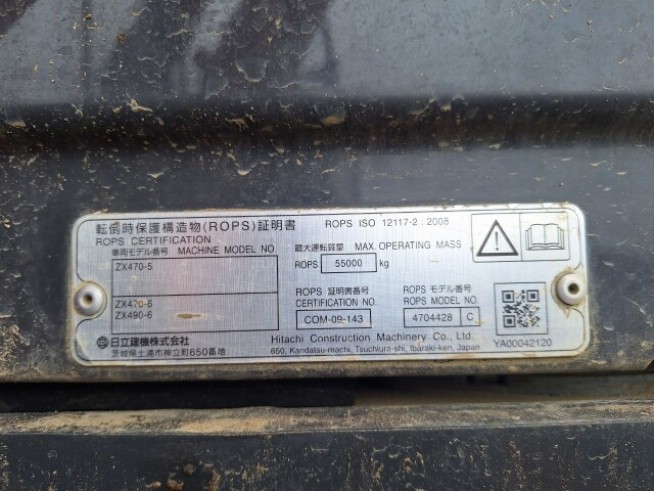 転倒時保護構造物(ROPS)証明書
ROPS CERTIFICATION
ROPS ISO 12117-2 : 2008
車両モデル番号 MACHINE MODEL NO
ZX470-5
ZX470-6
ZX490-6
最大運転質量 MAX. OPERATING MASS
ROPS 55000 kg
ROPS 証明書番号
CERTIFICATION NO.
COM-09-143
ROPS モデル番号
ROPS MODEL NO.
4704428 C
日立建機株式会社
茨城県土浦市神立町650番地
Hitachi Construction Machinery Co., Ltd.
650, Kandatsu-machi, Tsuchiura-shi, Ibaraki-ken, Japan
YA00042120